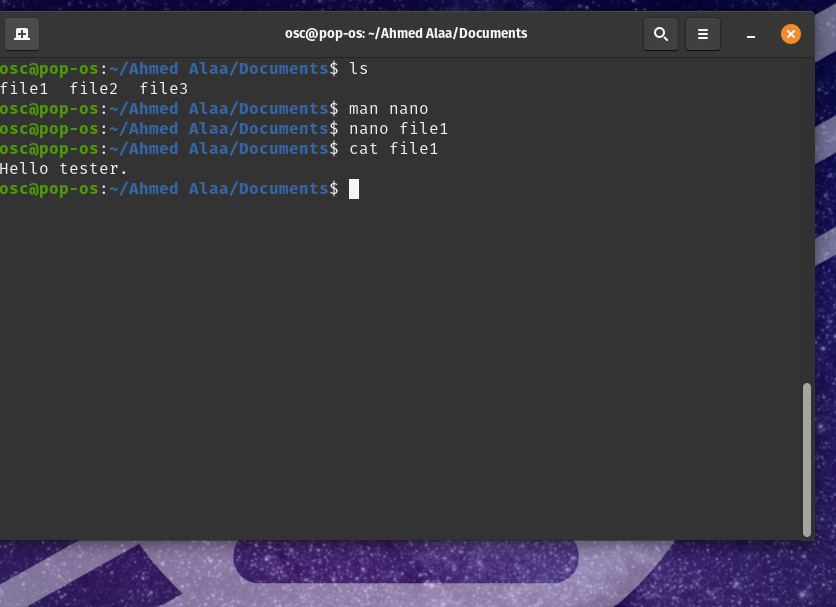 osc@pop-os: ~/Ahmed Alaa/Documents
osc@pop-os:~/Ahmed Alaa/Documents$ ls
file1  file2  file3
osc@pop-os:~/Ahmed Alaa/Documents$ man nano
osc@pop-os:~/Ahmed Alaa/Documents$ nano file1
osc@pop-os:~/Ahmed Alaa/Documents$ cat file1
Hello tester.
osc@pop-os:~/Ahmed Alaa/Documents$